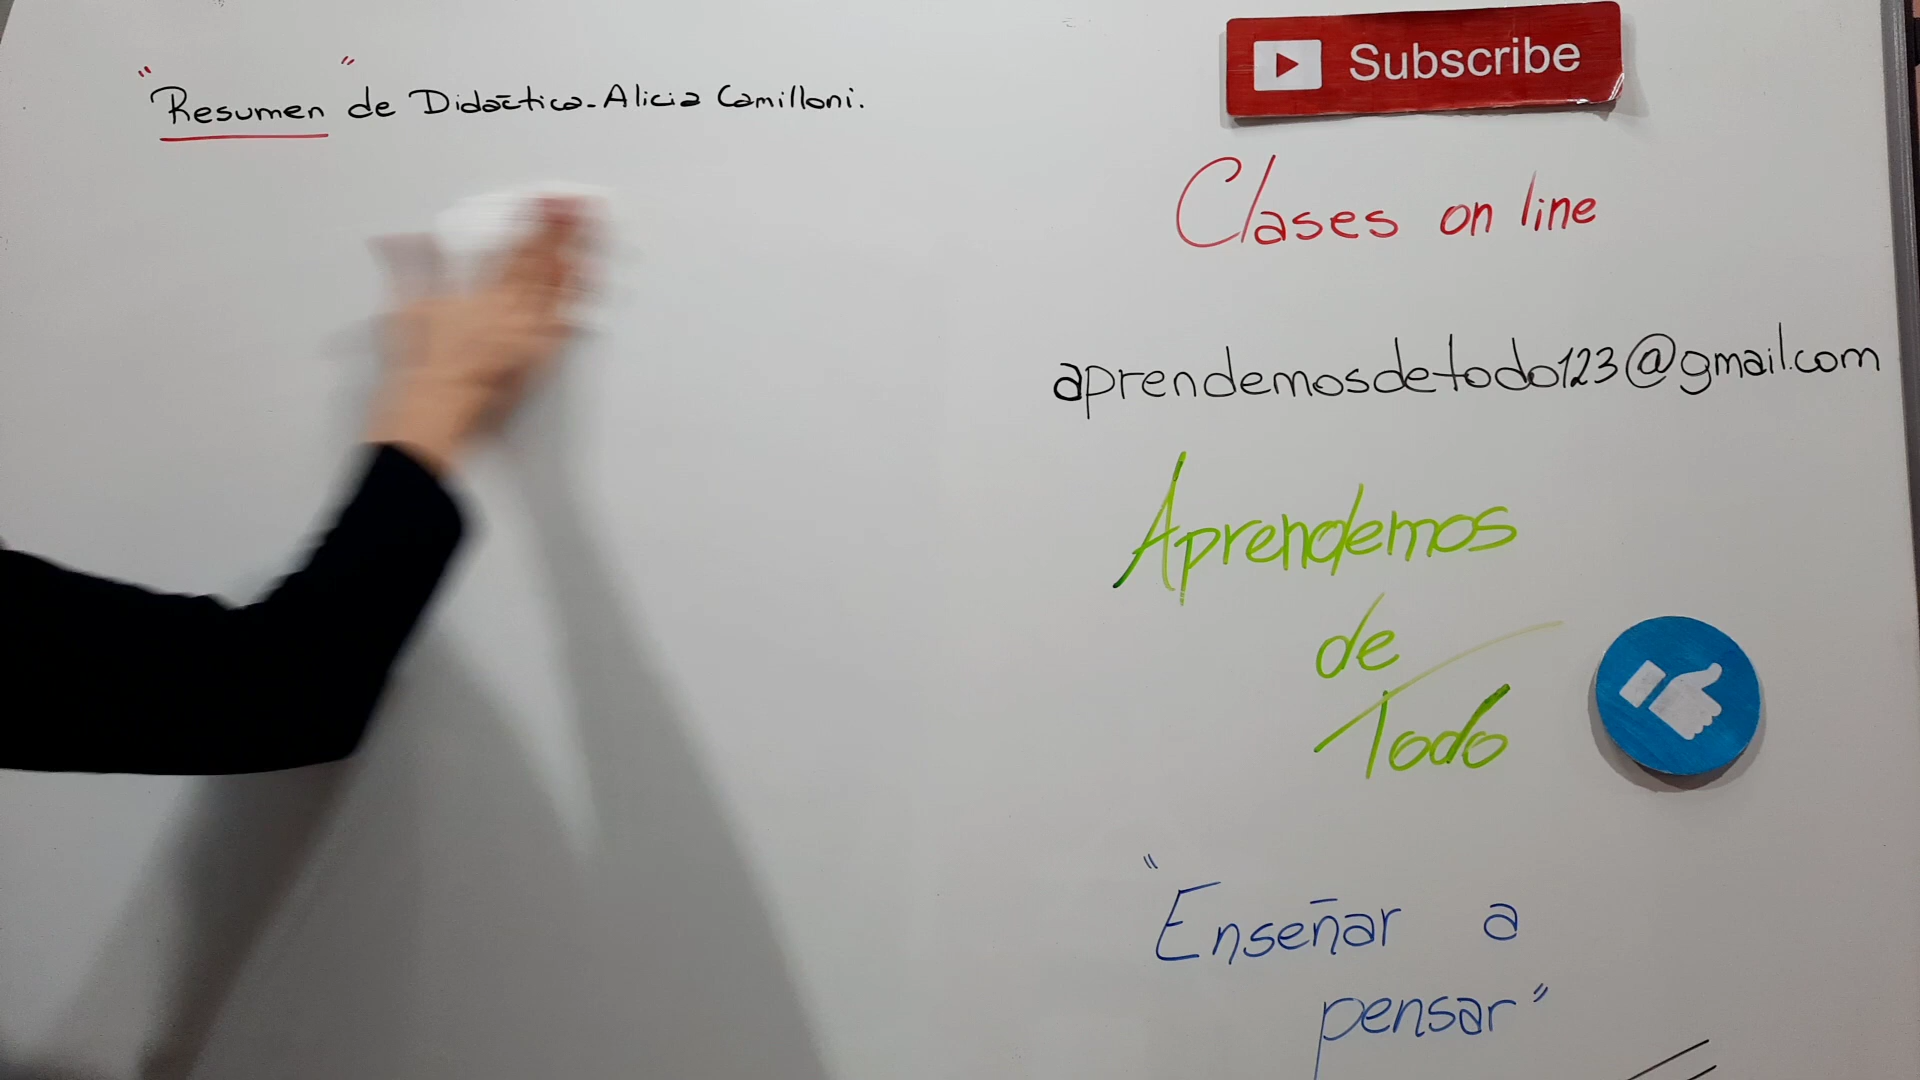 "Resumen" de Didáctica - Alicia Camilloni.
Subscribe
Clases on line
aprendemosdetodo123@gmail.com
Aprendemos
de
Todo
"Enseñar a
pensar"